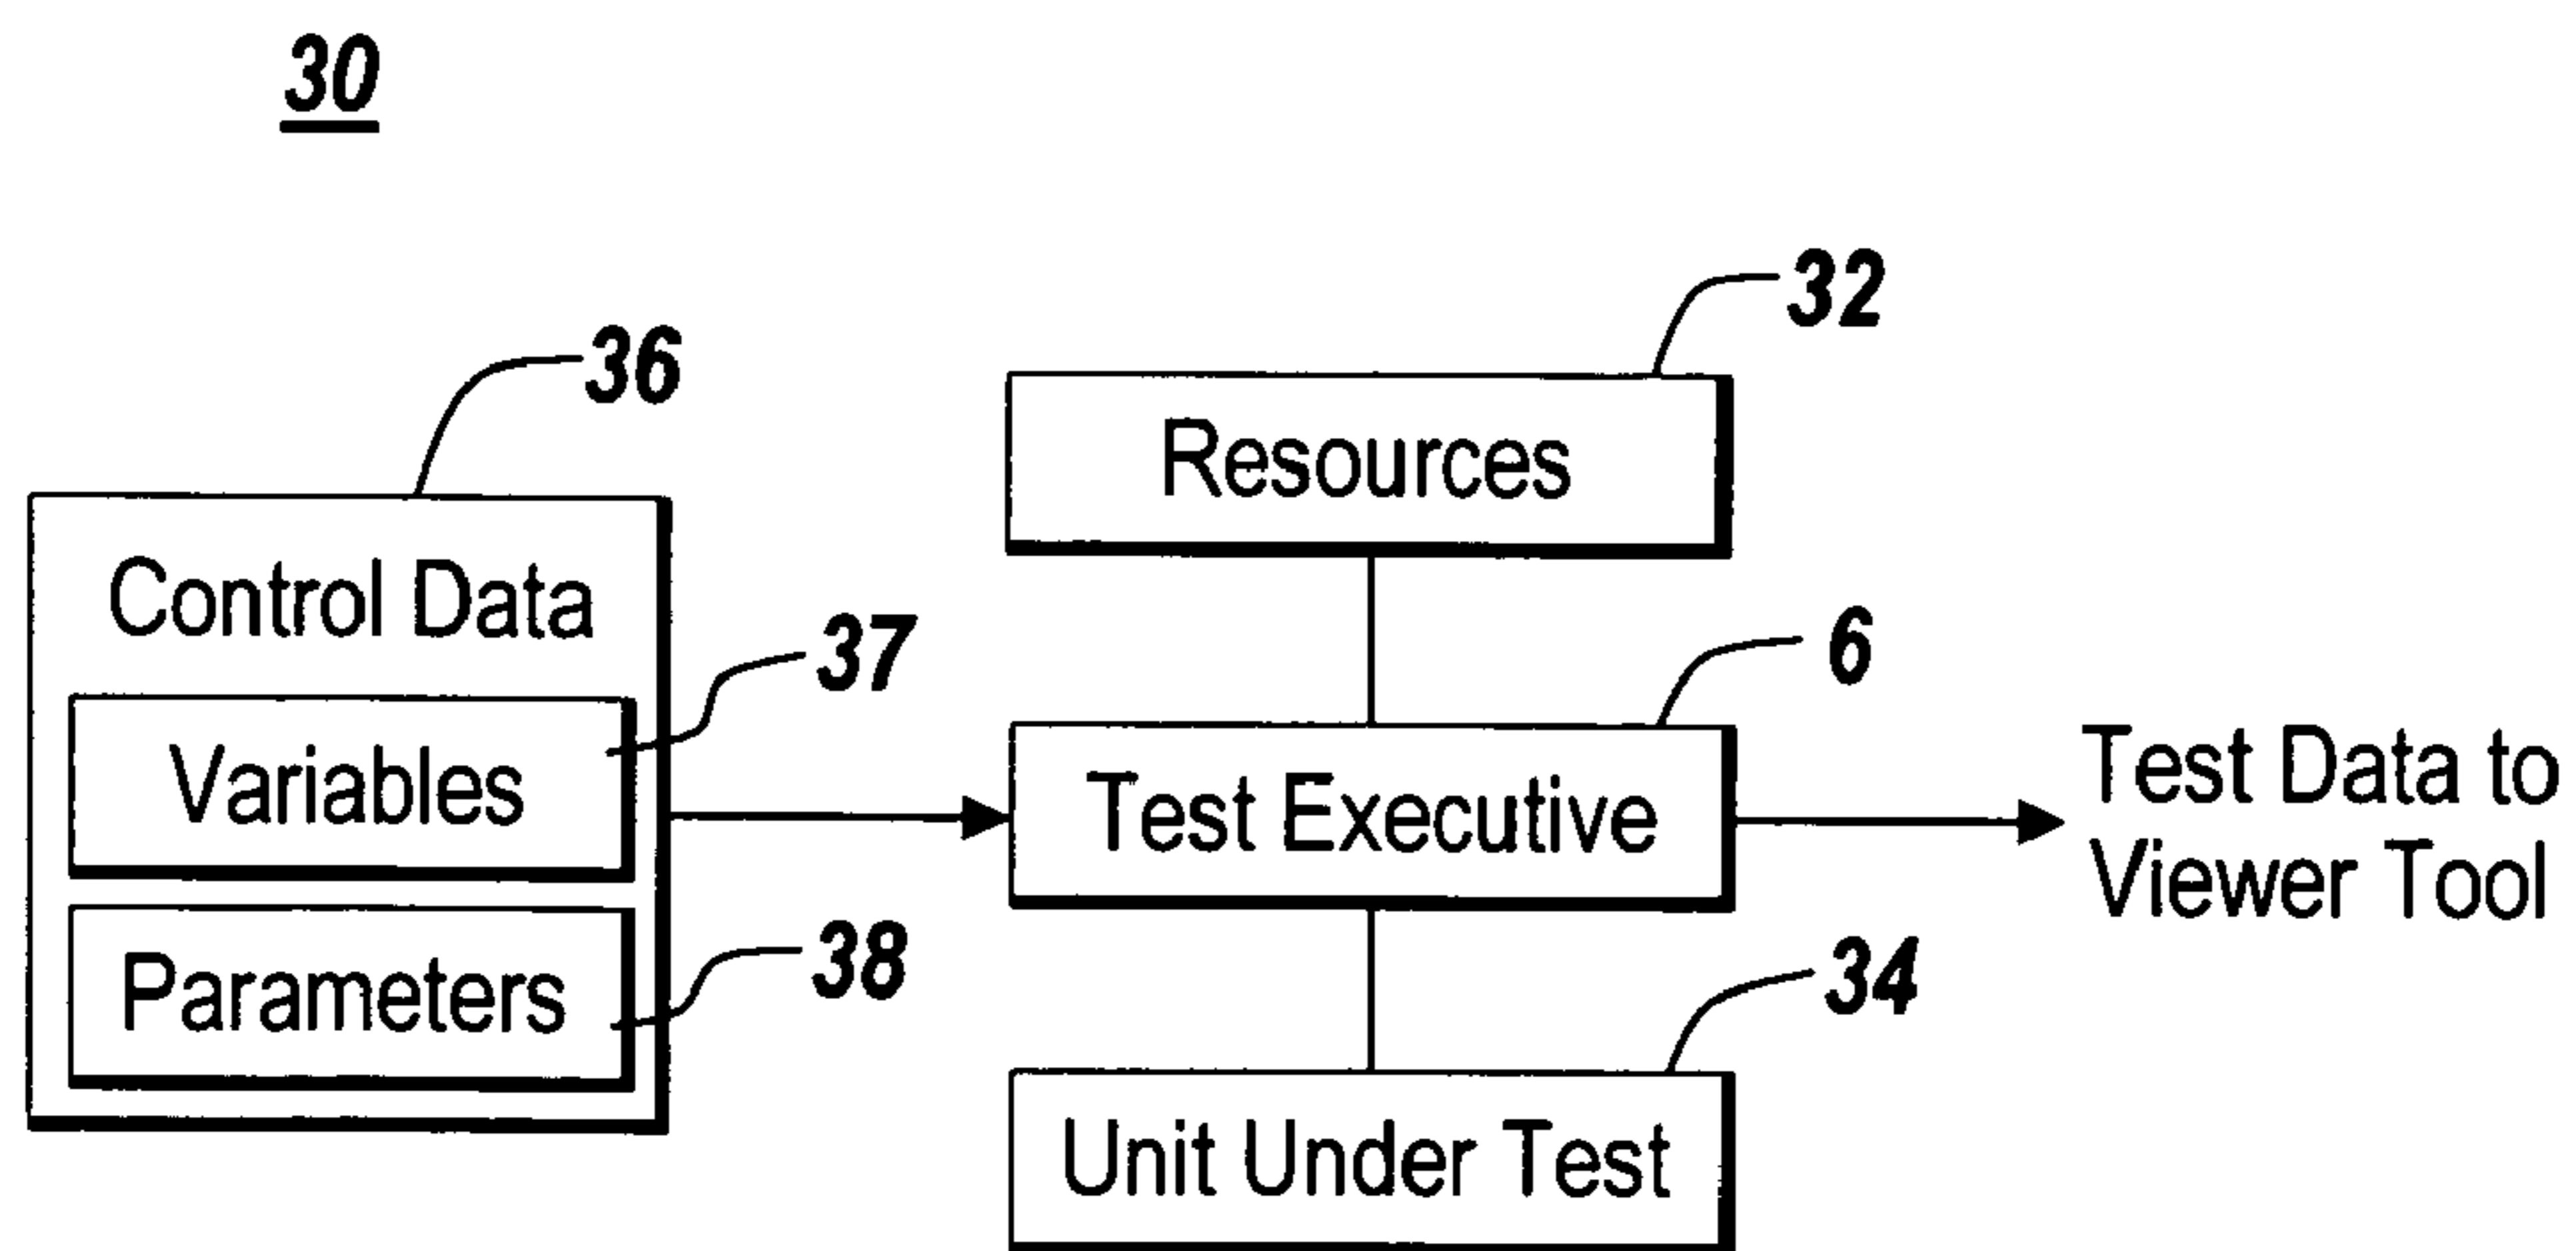 30
32
Resources
36
Control Data
37
Variables
38
Parameters
6
Test Executive
Test Data to
Viewer Tool
34
Unit Under Test